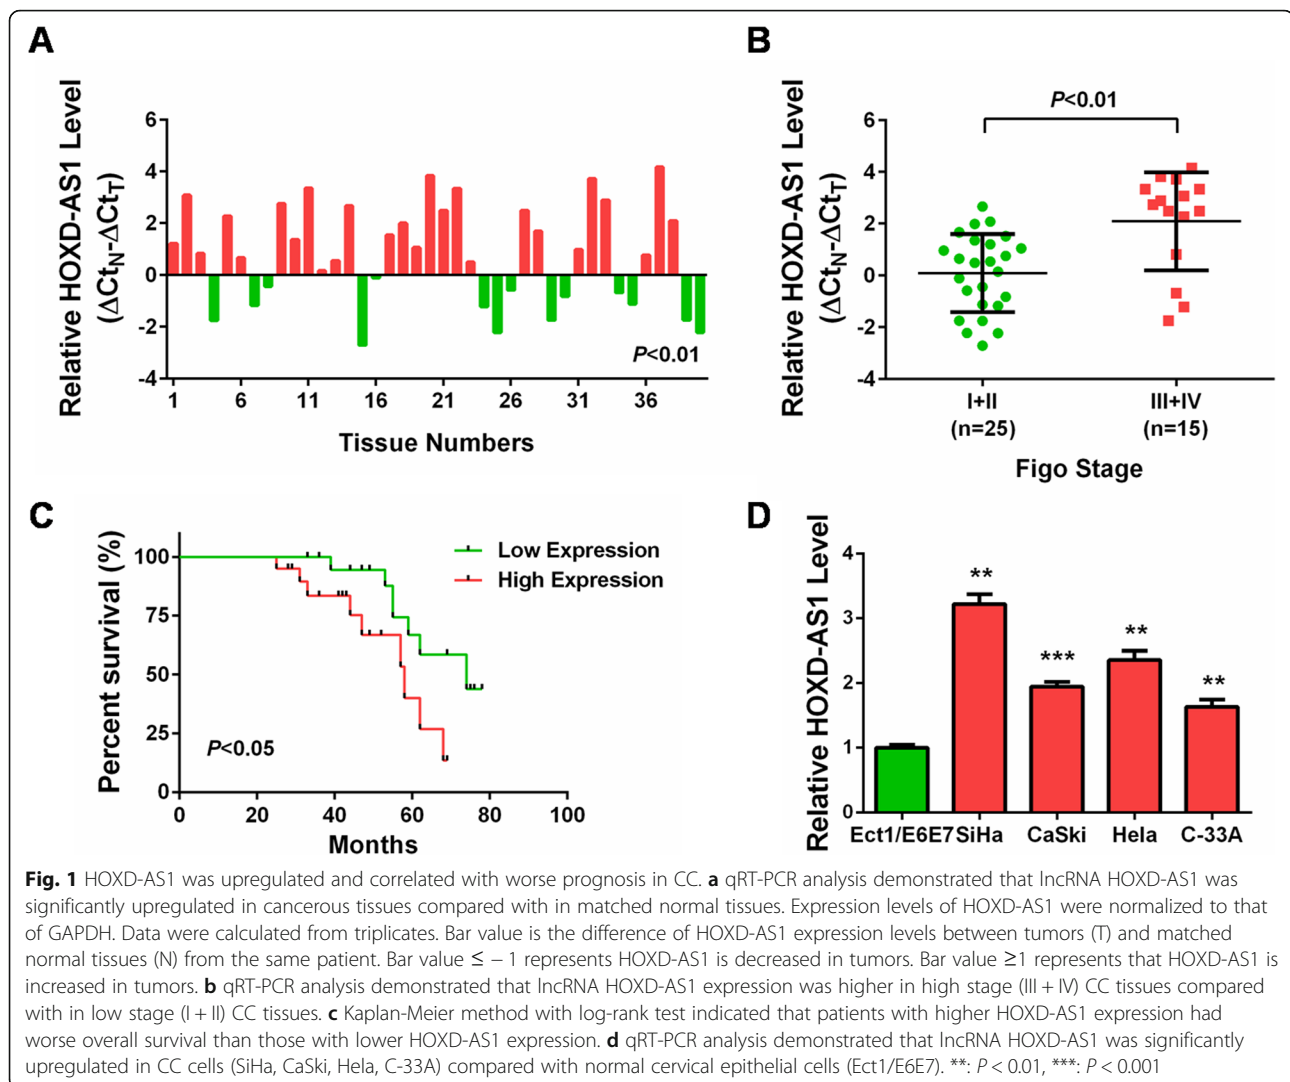 A
Relative HOXD-AS1 Level
(ΔCtN-ΔCtT)
6
4
2
0
-2
-4
P<0.01
1 6 11 16 21 26 31 36
Tissue Numbers
B
Relative HOXD-AS1 Level
(ΔCtN-ΔCtT)
6
4
2
0
-2
-4
P<0.01
I+II III+IV
(n=25) (n=15)
Figo Stage
C
Percent survival (%)
100
75
50
25
0
Low Expression
High Expression
P<0.05
0 20 40 60 80 100
Months
D
Relative HOXD-AS1 Level
4
3
2
1
0
** *** ** **
Ect1/E6E7 SiHa CaSki Hela C-33A
Fig. 1 HOXD-AS1 was upregulated and correlated with worse prognosis in CC. a qRT-PCR analysis demonstrated that lncRNA HOXD-AS1 was
significantly upregulated in cancerous tissues compared with in matched normal tissues. Expression levels of HOXD-AS1 were normalized to that
of GAPDH. Data were calculated from triplicates. Bar value is the difference of HOXD-AS1 expression levels between tumors (T) and matched
normal tissues (N) from the same patient. Bar value ≤ − 1 represents HOXD-AS1 is decreased in tumors. Bar value ≥1 represents that HOXD-AS1 is
increased in tumors. b qRT-PCR analysis demonstrated that lncRNA HOXD-AS1 expression was higher in high stage (III + IV) CC tissues compared
with in low stage (I + II) CC tissues. c Kaplan-Meier method with log-rank test indicated that patients with higher HOXD-AS1 expression had
worse overall survival than those with lower HOXD-AS1 expression. d qRT-PCR analysis demonstrated that lncRNA HOXD-AS1 was significantly
upregulated in CC cells (SiHa, CaSki, Hela, C-33A) compared with normal cervical epithelial cells (Ect1/E6E7). **: P < 0.01, ***: P < 0.001